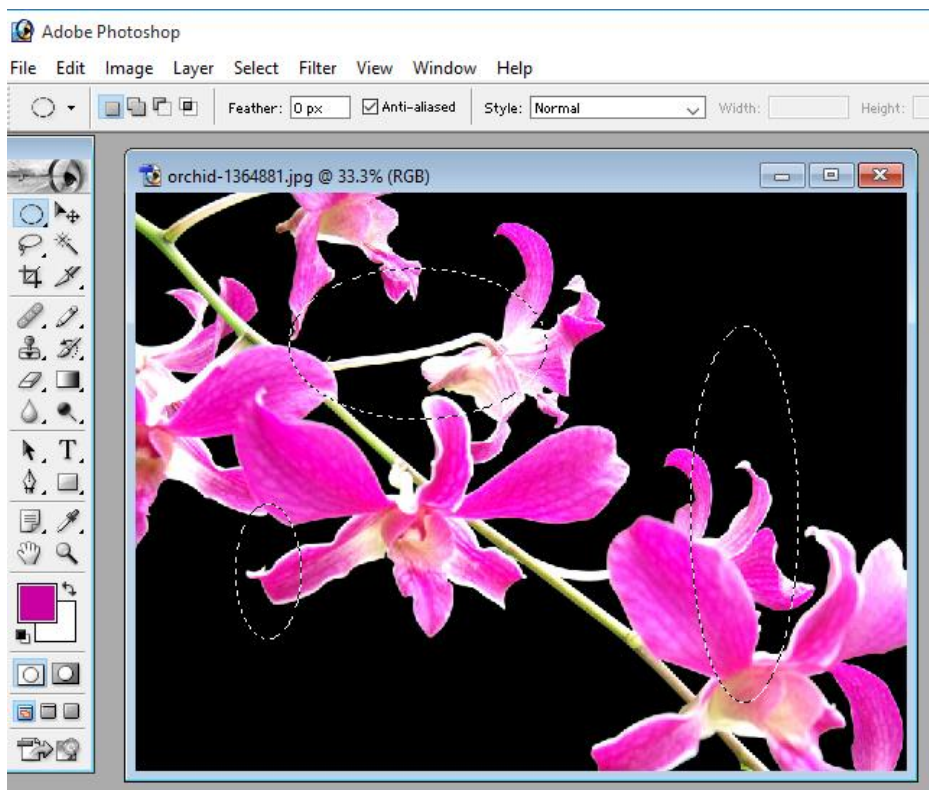 Adobe Photoshop
File Edit Image Layer Select Filter View Window Help
Feather: 0 px Anti-aliased Style: Normal Width: Height:
orchid-1364881.jpg @ 33.3% (RGB)
T